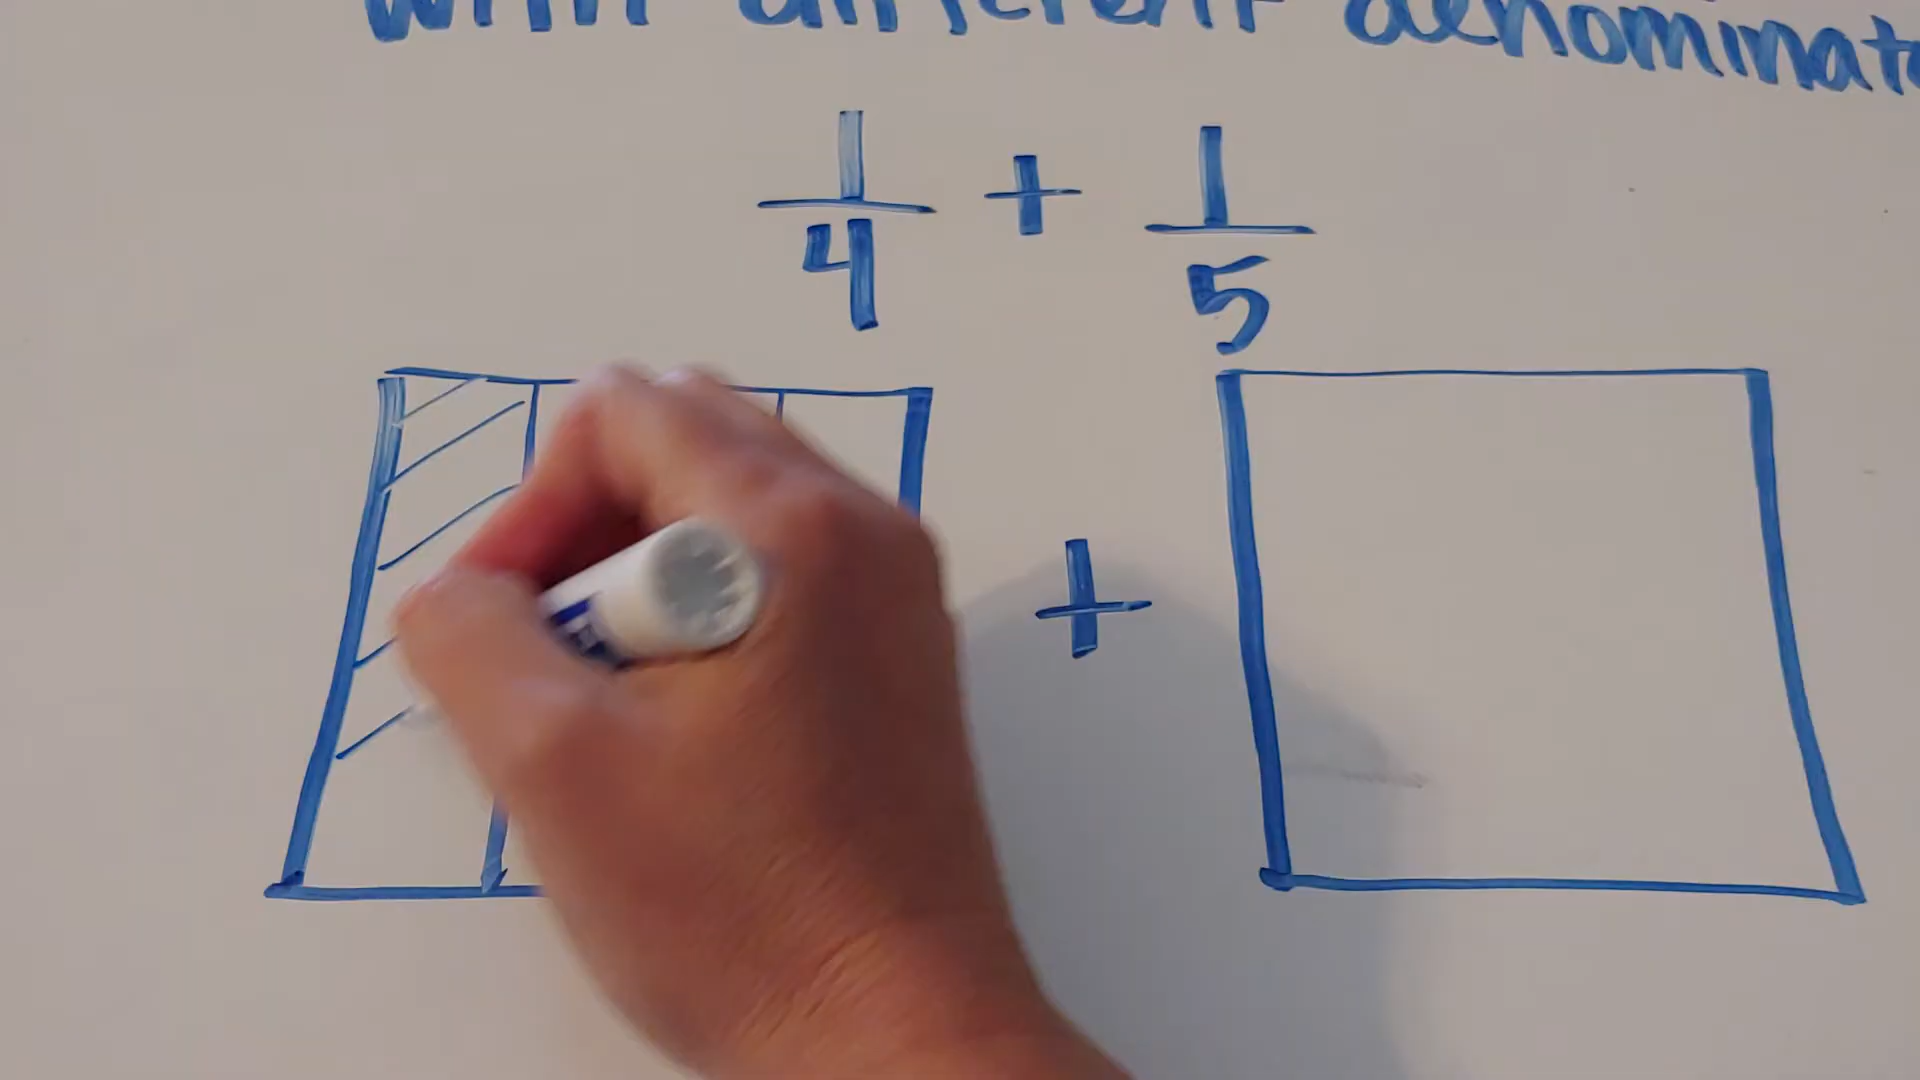 with different denominat
1/4 + 1/5
+